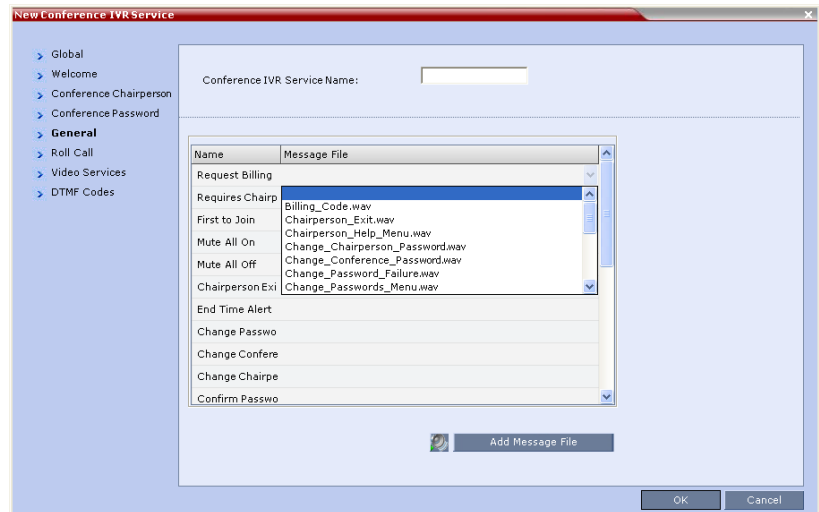 New Conference IVR Service
x
Global
Welcome
Conference Chairperson
Conference Password
General
Roll Call
Video Services
DTMF Codes
Conference IVR Service Name:
Name Message File
Request Billing
Requires Chairp
First to Join
Mute All On
Mute All Off
Chairperson Exi
End Time Alert
Change Passwo
Change Confere
Change Chairpe
Confirm Passwo
Billing_Code.wav
Chairperson_Exit.wav
Chairperson_Help_Menu.wav
Change_Chairperson_Password.wav
Change_Conference_Password.wav
Change_Password_Failure.wav
Change_Passwords_Menu.wav
Add Message File
OK Cancel